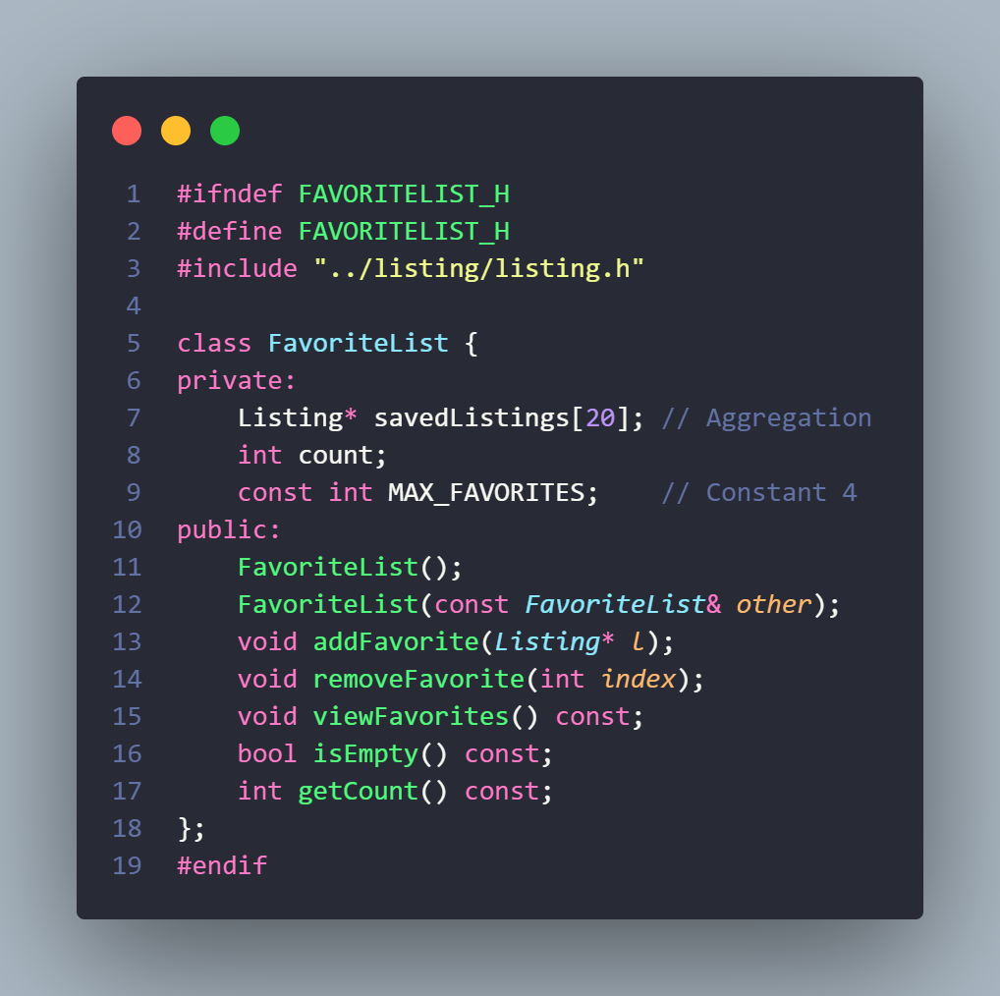 1 #ifndef FAVORITELIST_H
2 #define FAVORITELIST_H
3 #include "../listing/listing.h"
4
5 class FavoriteList {
6 private:
7     Listing* savedListings[20]; // Aggregation
8     int count;
9     const int MAX_FAVORITES;    // Constant 4
10 public:
11     FavoriteList();
12     FavoriteList(const FavoriteList& other);
13     void addFavorite(Listing* l);
14     void removeFavorite(int index);
15     void viewFavorites() const;
16     bool isEmpty() const;
17     int getCount() const;
18 };
19 #endif